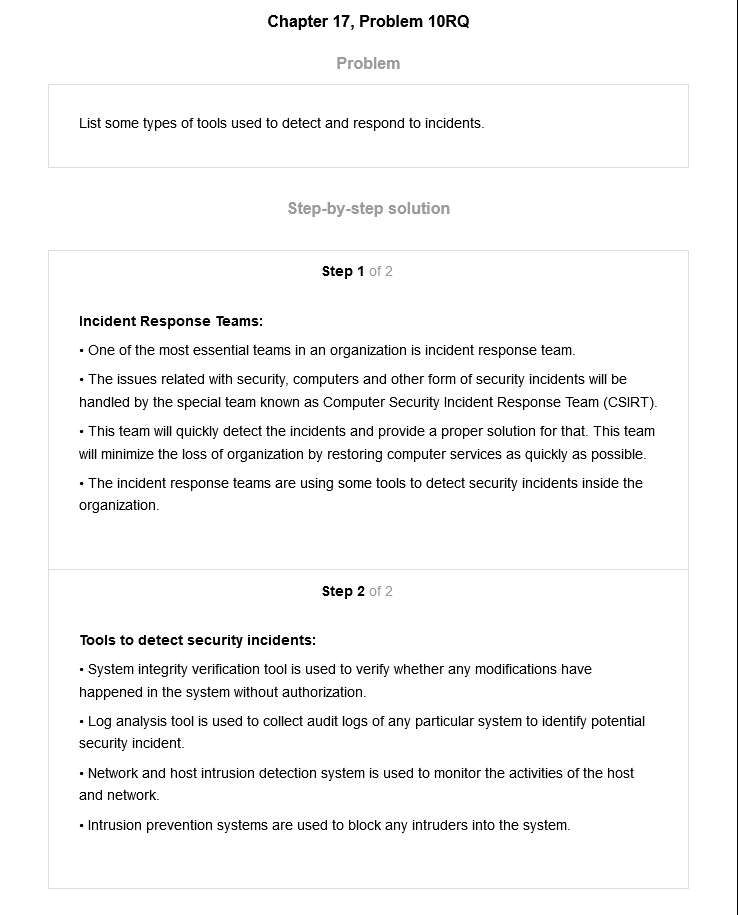 Chapter 17, Problem 10RQ
Problem
List some types of tools used to detect and respond to incidents.
Step-by-step solution
Step 1 of 2
Incident Response Teams:
• One of the most essential teams in an organization is incident response team.
• The issues related with security, computers and other form of security incidents will be
handled by the special team known as Computer Security Incident Response Team (CSIRT).
• This team will quickly detect the incidents and provide a proper solution for that. This team
will minimize the loss of organization by restoring computer services as quickly as possible.
• The incident response teams are using some tools to detect security incidents inside the
organization.
Step 2 of 2
Tools to detect security incidents:
• System integrity verification tool is used to verify whether any modifications have
happened in the system without authorization.
• Log analysis tool is used to collect audit logs of any particular system to identify potential
security incident.
• Network and host intrusion detection system is used to monitor the activities of the host
and network.
• Intrusion prevention systems are used to block any intruders into the system.